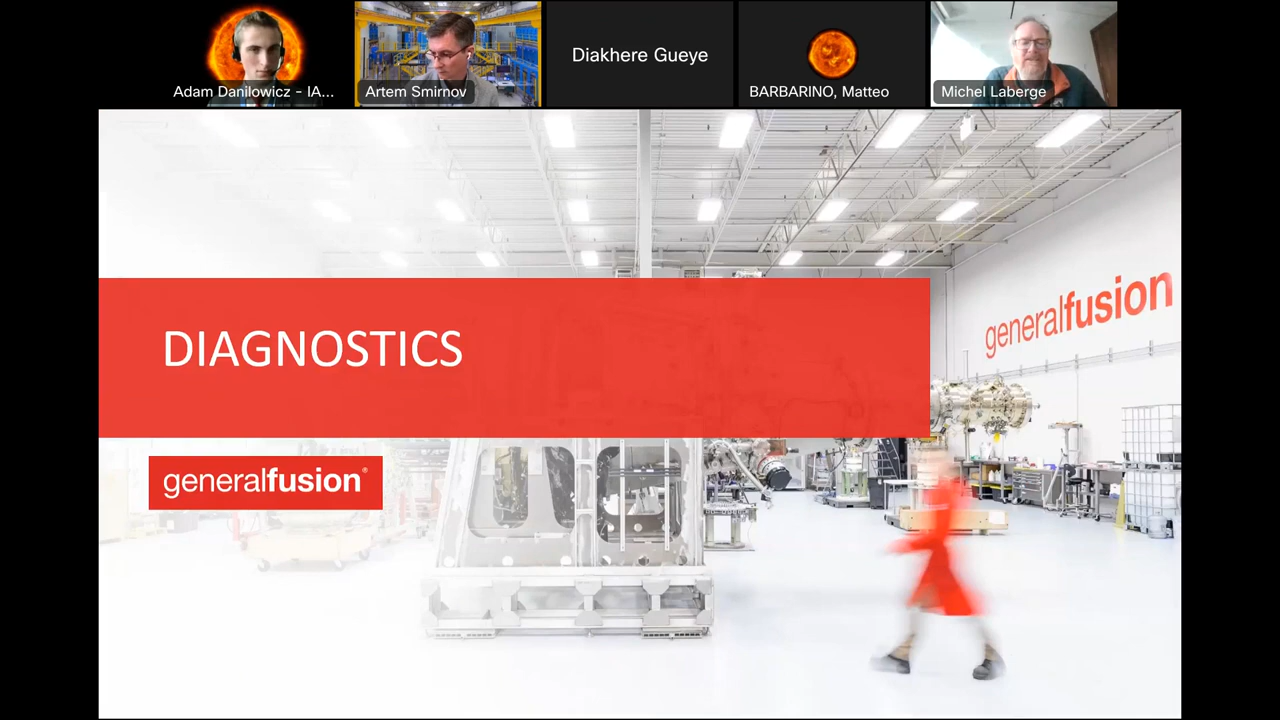 Adam Danilowicz - IA...
Artem Smirnov
Diakhere Gueye
BARBARINO, Matteo
Michel Laberge
generalfusion
DIAGNOSTICS
generalfusion®